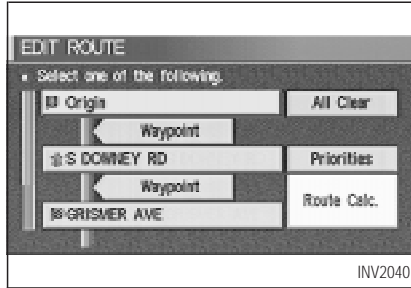 EDIT ROUTE
Select one of the following.
Origin
All Clear
Waypoint
S DOWNEY RD
Priorities
Waypoint
Route Calc.
GRISMER AVE
INV2040